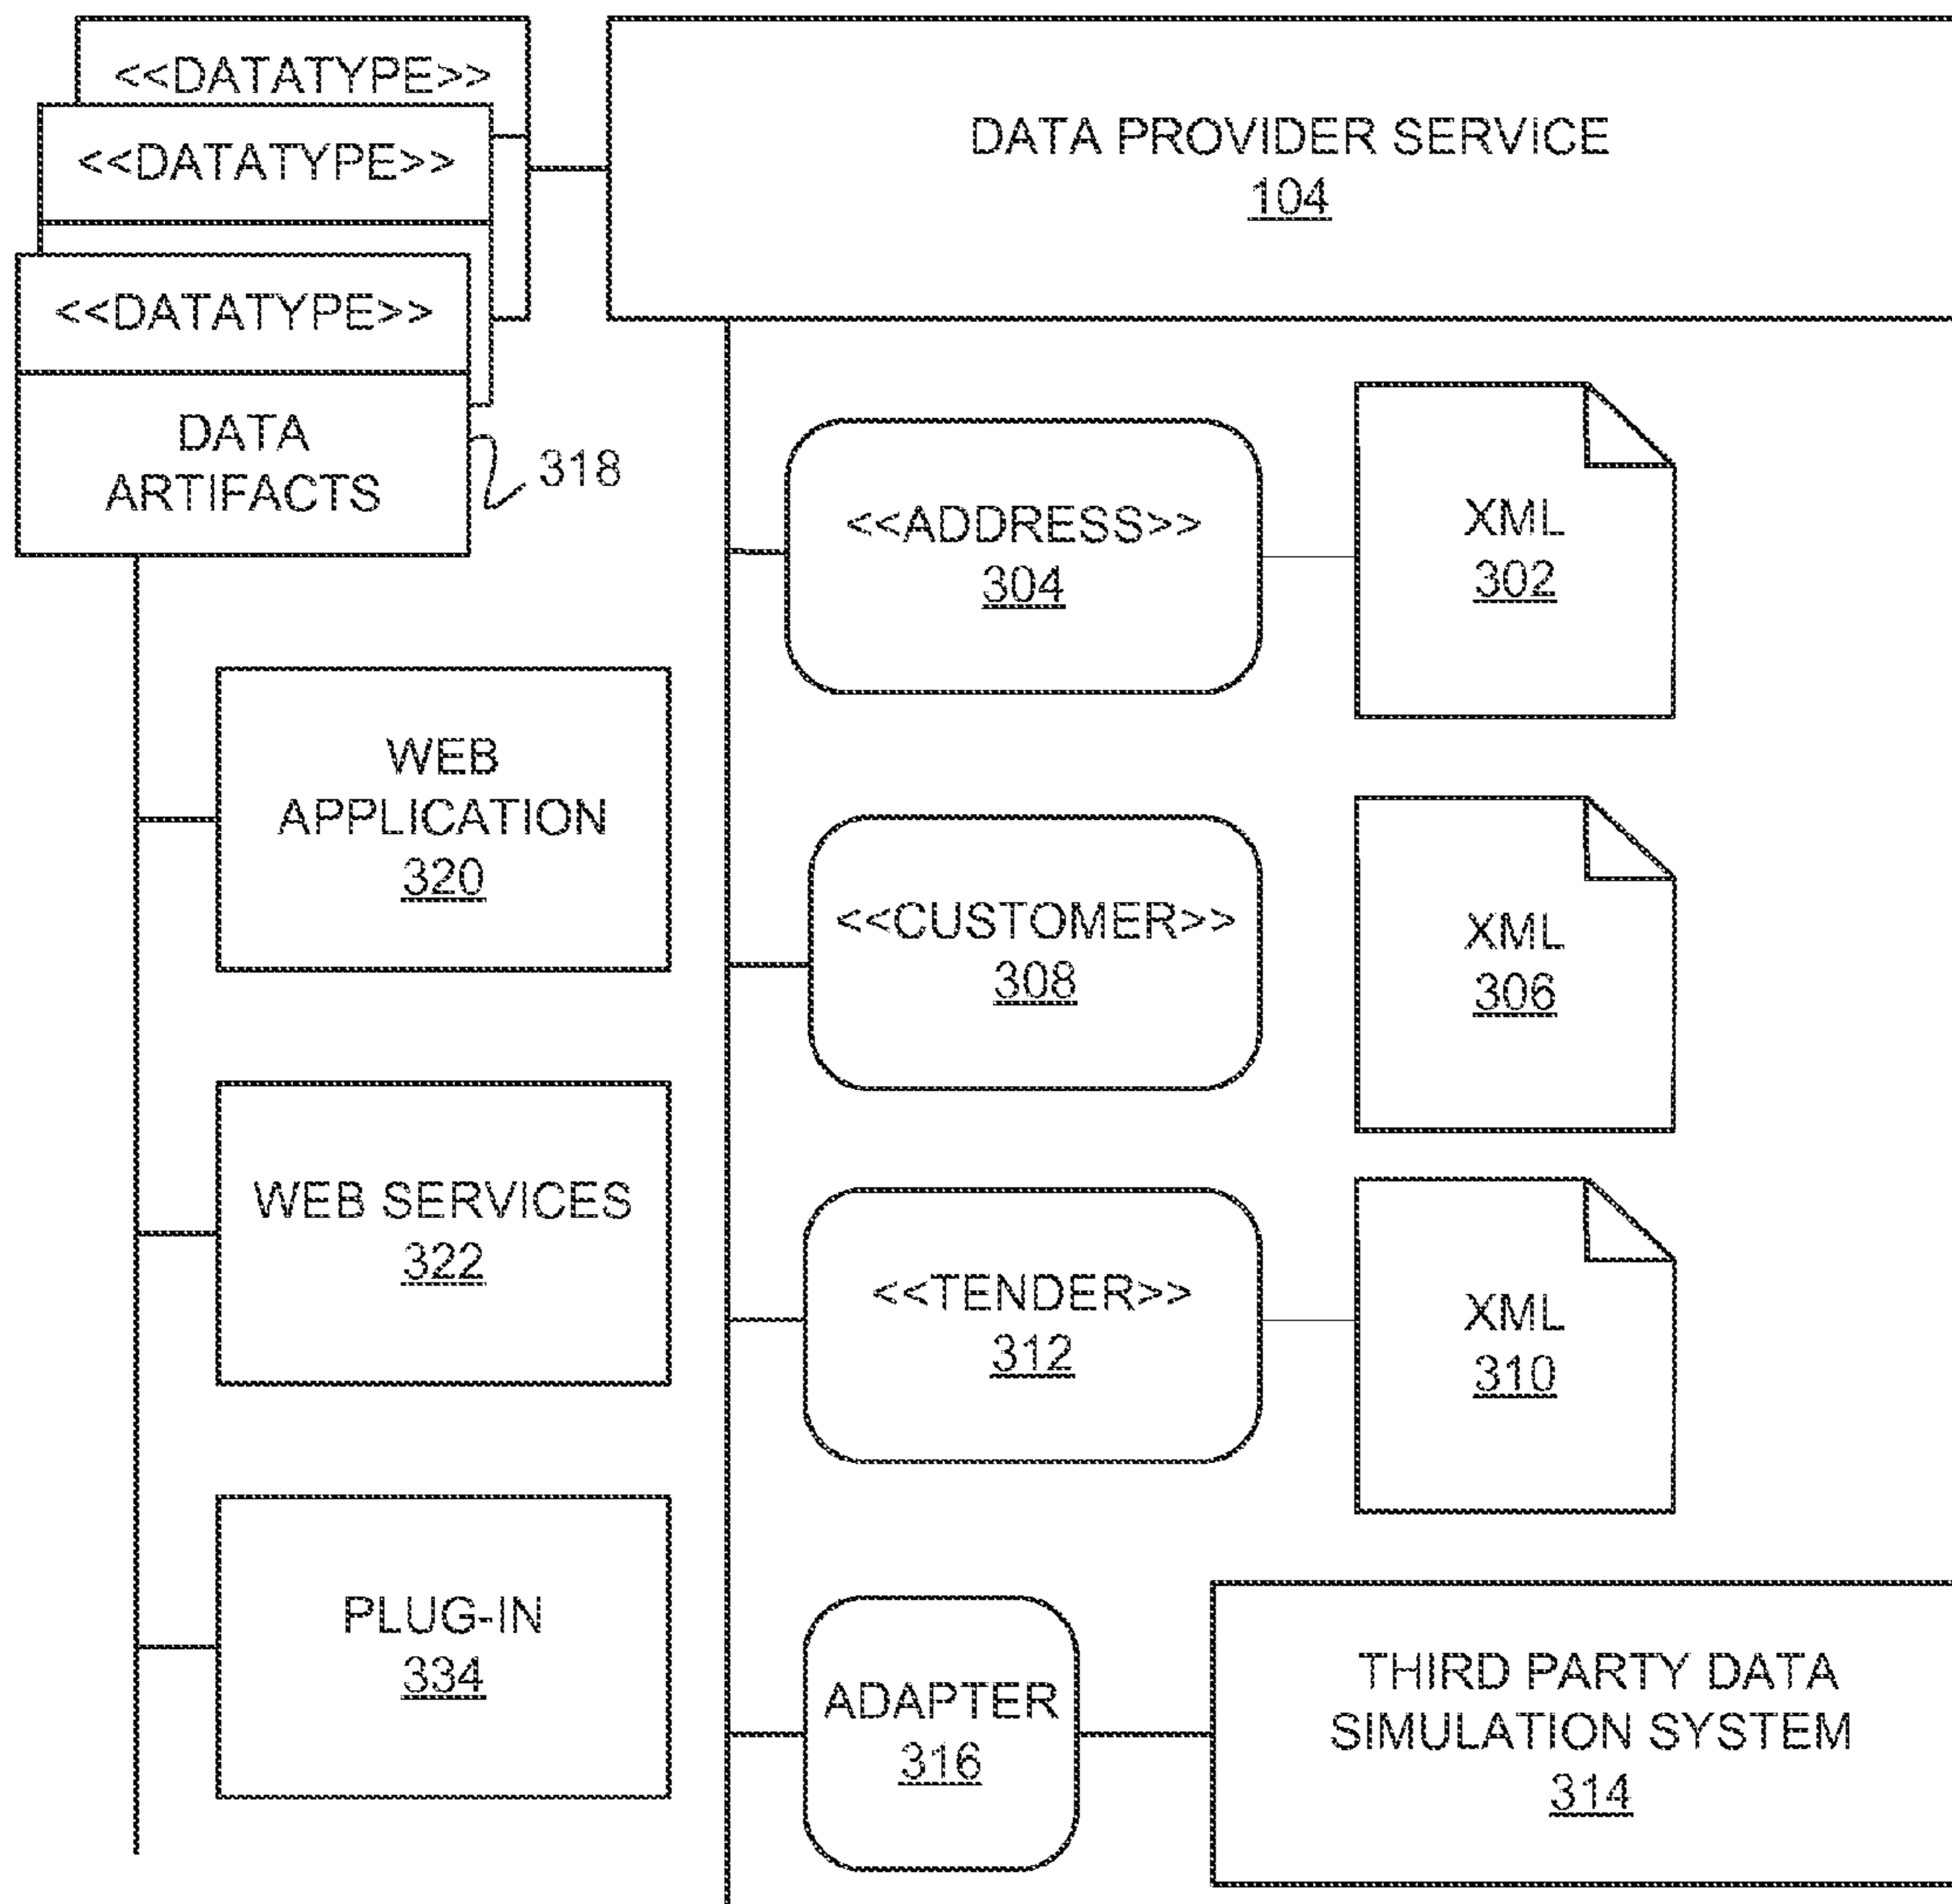 <<DATATYPE>>
<<DATATYPE>>
<<DATATYPE>>
DATA
ARTIFACTS
318
DATA PROVIDER SERVICE
104
<<ADDRESS>>
304
XML
302
WEB
APPLICATION
320
<<CUSTOMER>>
308
XML
306
WEB SERVICES
322
<<TENDER>>
312
XML
310
PLUG-IN
334
ADAPTER
316
THIRD PARTY DATA
SIMULATION SYSTEM
314